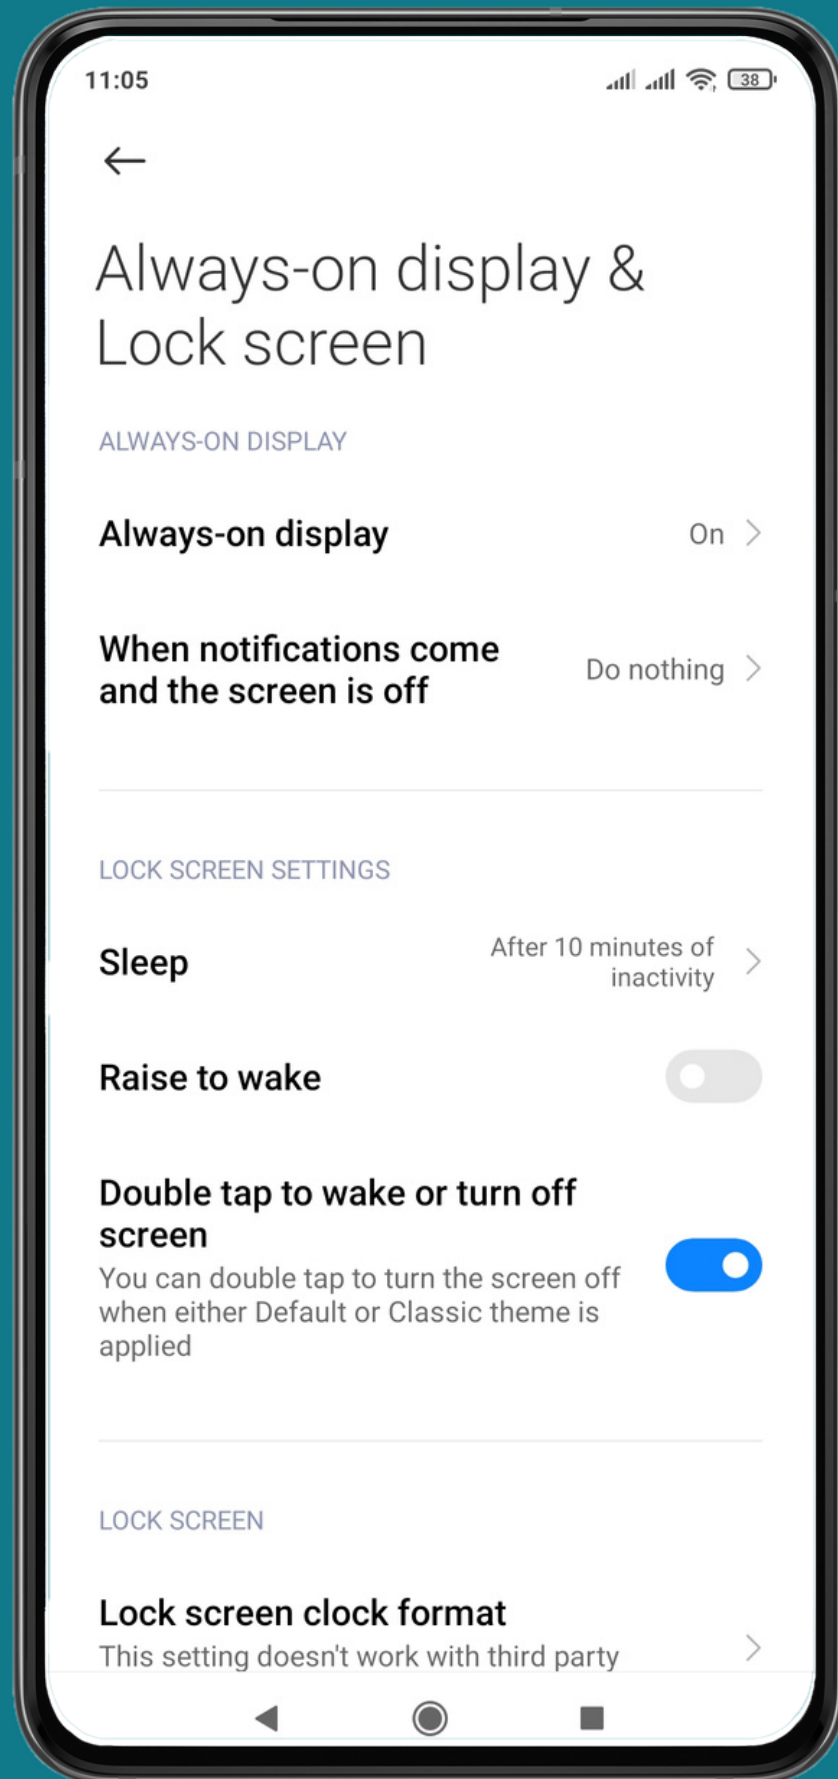 11:05
38
Always-on display &
Lock screen
ALWAYS-ON DISPLAY
Always-on display
On
When notifications come
and the screen is off
Do nothing
LOCK SCREEN SETTINGS
Sleep
After 10 minutes of
inactivity
Raise to wake
Double tap to wake or turn off
screen
You can double tap to turn the screen off
when either Default or Classic theme is
applied
LOCK SCREEN
Lock screen clock format
This setting doesn't work with third party